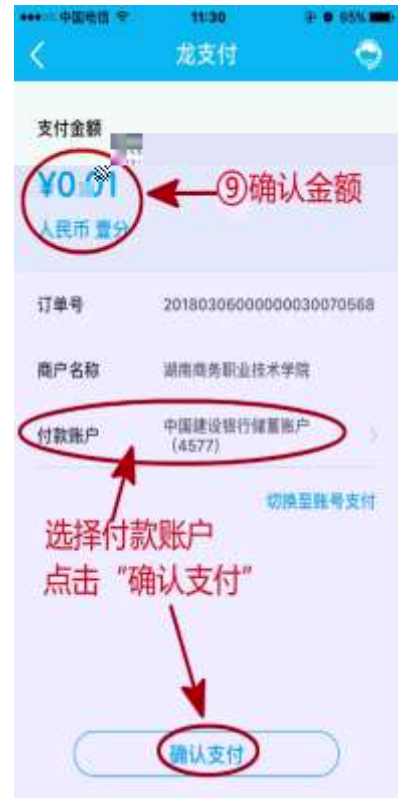 中国电信 11:30 65%
龙支付
支付金额
¥0.01
⑨确认金额
人民币 壹分
订单号 20180306000000030070568
商户名称 湖南商务职业技术学院
付款账户 中国建设银行储蓄账户
(4577)
切换至账号支付
选择付款账户
点击“确认支付”
确认支付